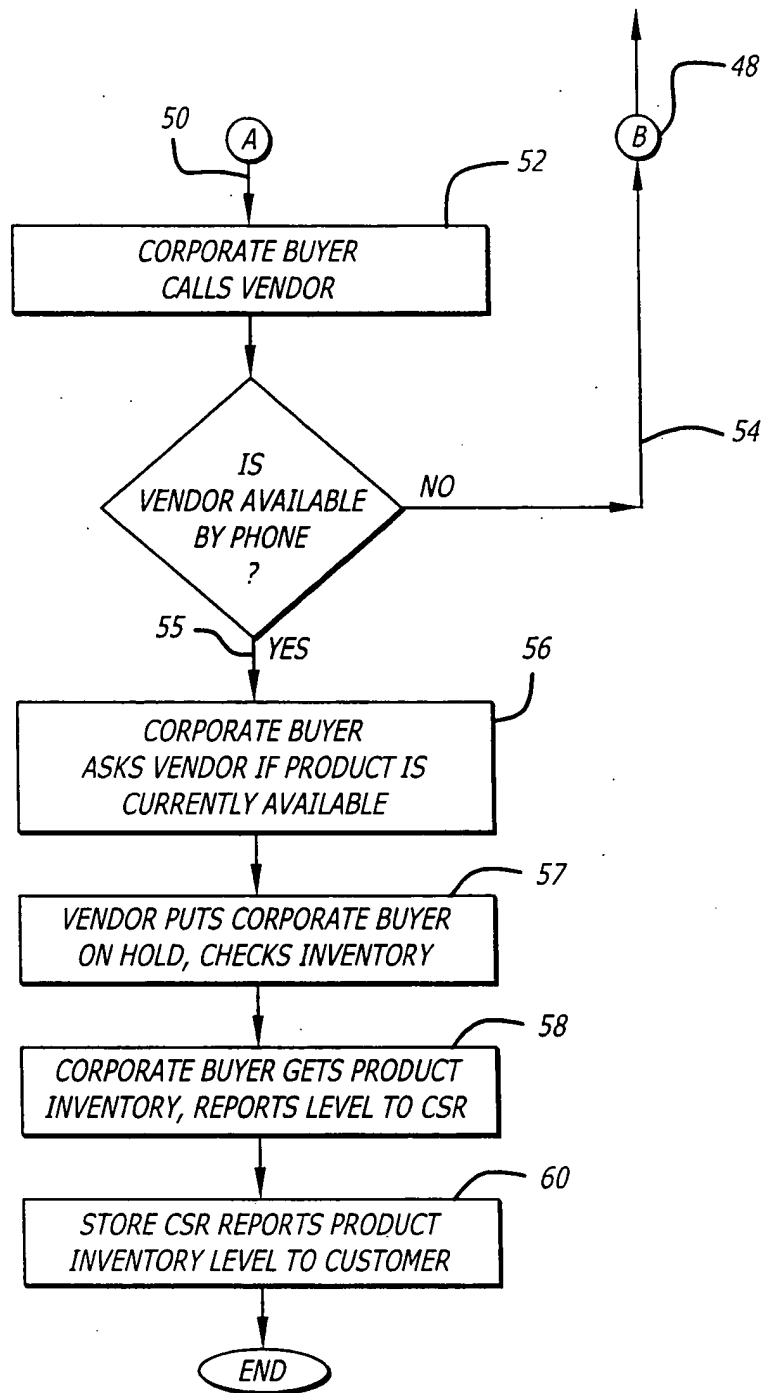 48
50
A
B
52
CORPORATE BUYER
CALLS VENDOR
54
IS
VENDOR AVAILABLE
BY PHONE
?
NO
55
YES
56
CORPORATE BUYER
ASKS VENDOR IF PRODUCT IS
CURRENTLY AVAILABLE
57
VENDOR PUTS CORPORATE BUYER
ON HOLD, CHECKS INVENTORY
58
CORPORATE BUYER GETS PRODUCT
INVENTORY, REPORTS LEVEL TO CSR
60
STORE CSR REPORTS PRODUCT
INVENTORY LEVEL TO CUSTOMER
END